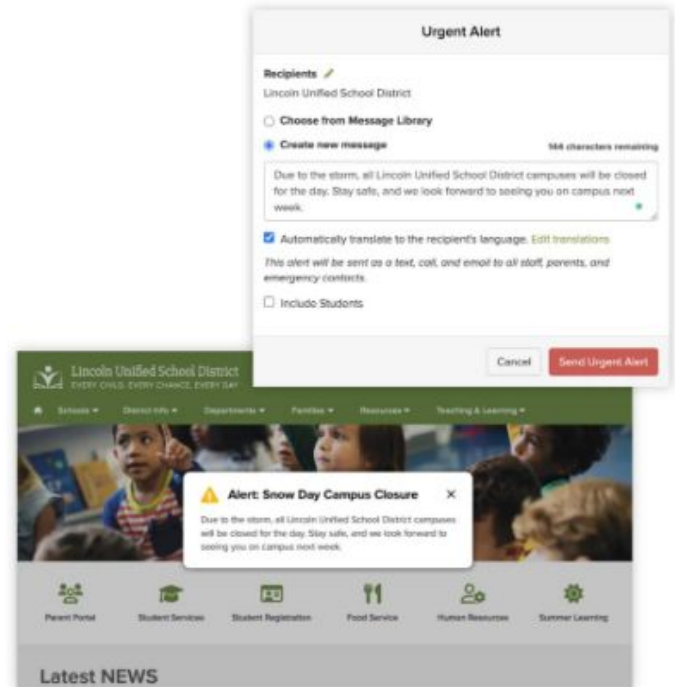 Urgent Alert
Recipients
Lincoln Unified School District
Choose from Message Library
Create new message
144 characters remaining
Due to the storm, all Lincoln Unified School District campuses will be closed
for the day. Stay safe, and we look forward to seeing you on campus next
week.
Automatically translate to the recipient's language. Edit translations
This alert will be sent as a text, call, and email to all staff, parents, and
emergency contacts.
Include Students
Cancel
Send Urgent Alert
Lincoln Unified School District
EVERY CHILD. EVERY CHANCE. EVERY DAY
Schools
District Info
Departments
Families
Resources
Teaching & Learning
Alert: Snow Day Campus Closure
Due to the storm, all Lincoln Unified School District campuses
will be closed for the day. Stay safe, and we look forward to
seeing you on campus next week.
Parent Portal
Student Services
Student Registration
Food Service
Human Resources
Summer Learning
Latest NEWS